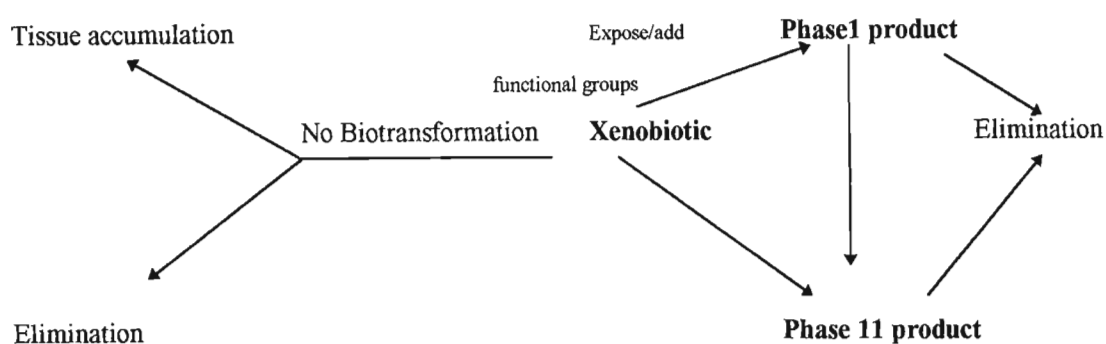 Tissue accumulation
Expose/add
Phase1 product
functional groups
No Biotransformation
Xenobiotic
Elimination
Elimination
Phase 11 product